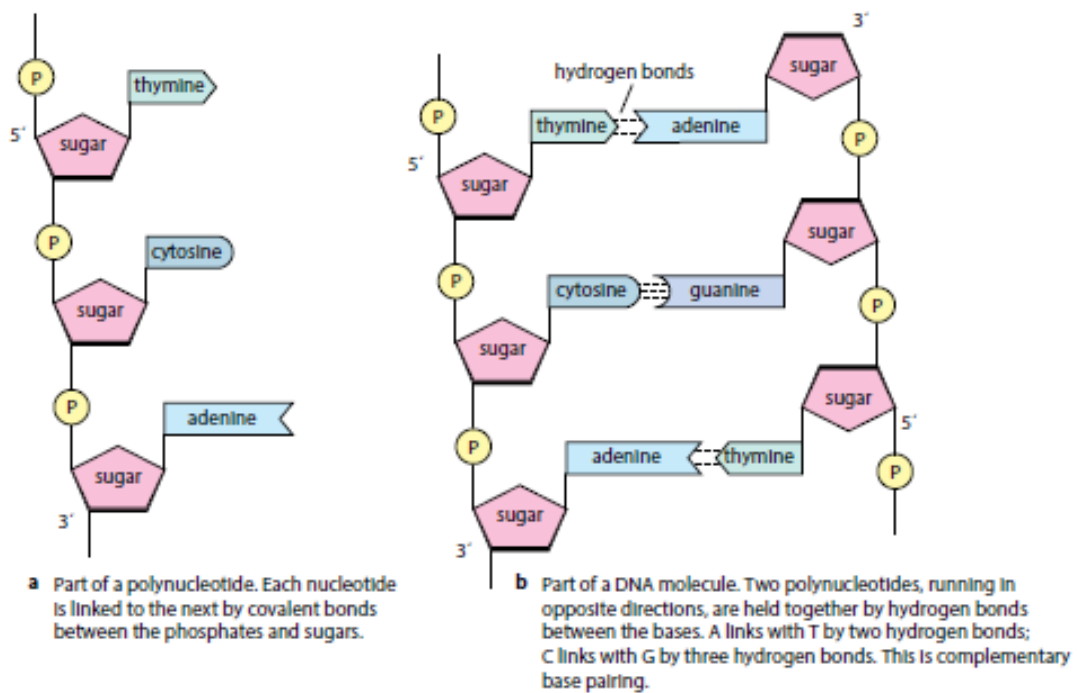 P
thymine
5´
sugar
P
cytosine
sugar
P
adenine
sugar
3´
a Part of a polynucleotide. Each nucleotide
is linked to the next by covalent bonds
between the phosphates and sugars.
3´
sugar
hydrogen bonds
P
thymine
adenine
P
5´
sugar
sugar
P
cytosine
guanine
P
sugar
sugar
P
adenine
thymine
5´
P
sugar
3´
b Part of a DNA molecule. Two polynucleotides, running in
opposite directions, are held together by hydrogen bonds
between the bases. A links with T by two hydrogen bonds;
C links with G by three hydrogen bonds. This is complementary
base pairing.